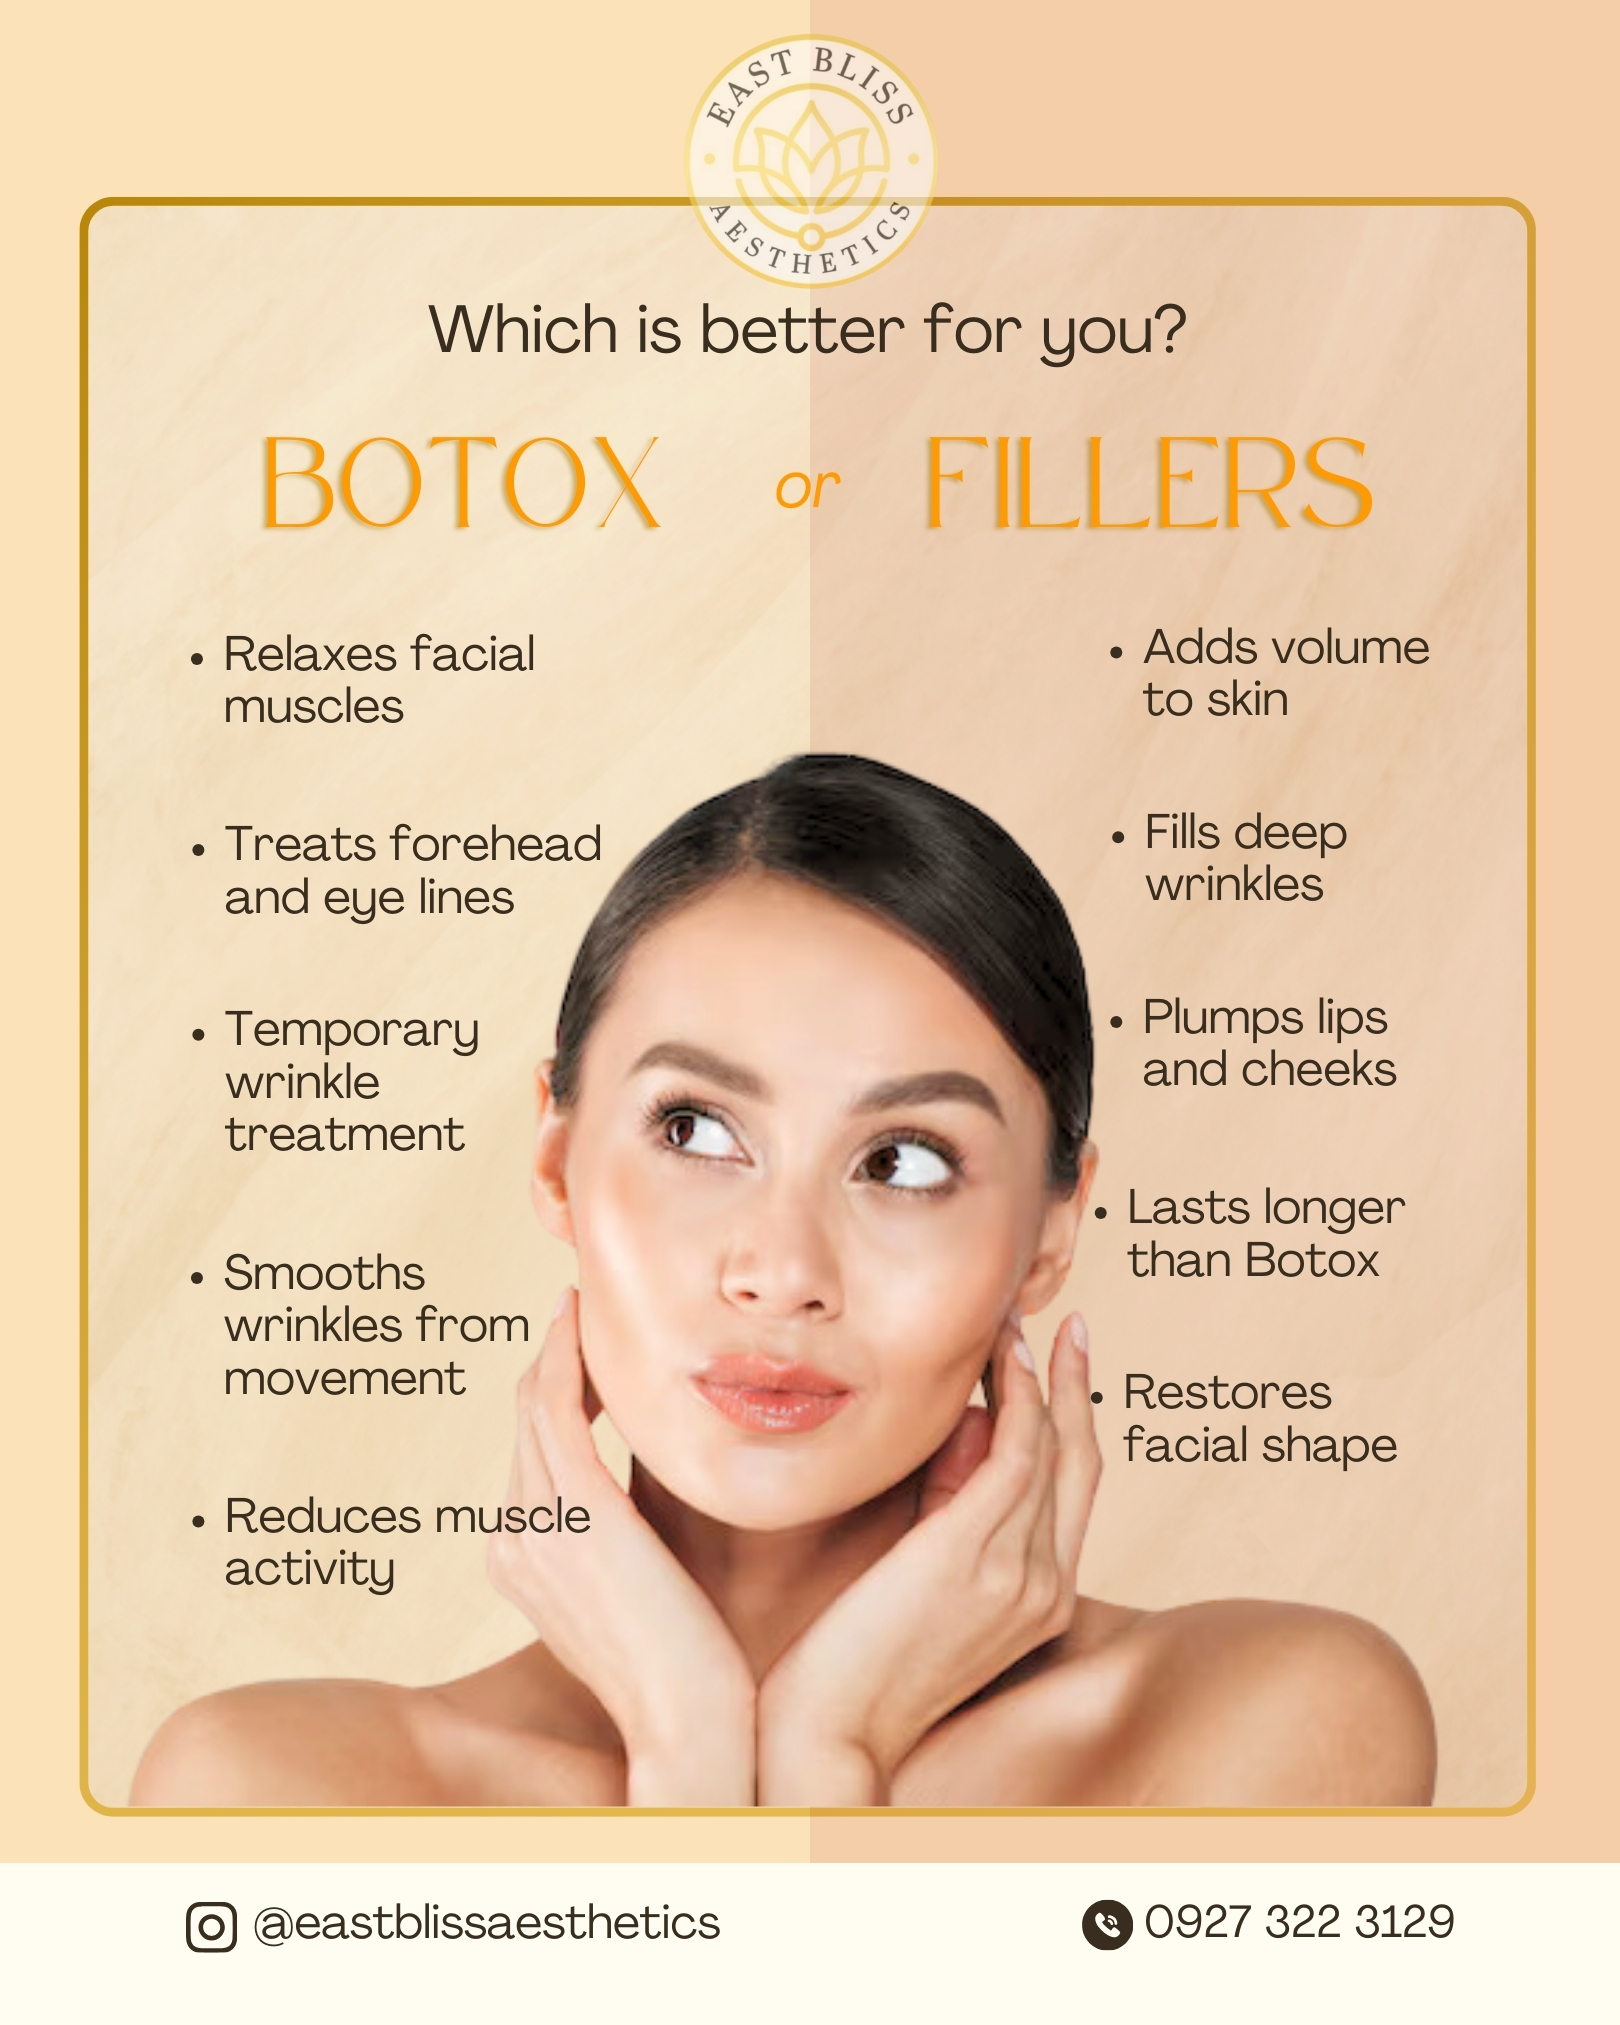 EAST BLISS
AESTHETICS
Which is better for you?
BOTOX or FILLERS
• Relaxes facial
muscles
• Treats forehead
and eye lines
• Temporary
wrinkle
treatment
• Smooths
wrinkles from
movement
• Reduces muscle
activity
• Adds volume
to skin
• Fills deep
wrinkles
• Plumps lips
and cheeks
• Lasts longer
than Botox
• Restores
facial shape
@eastblissaesthetics
0927 322 3129